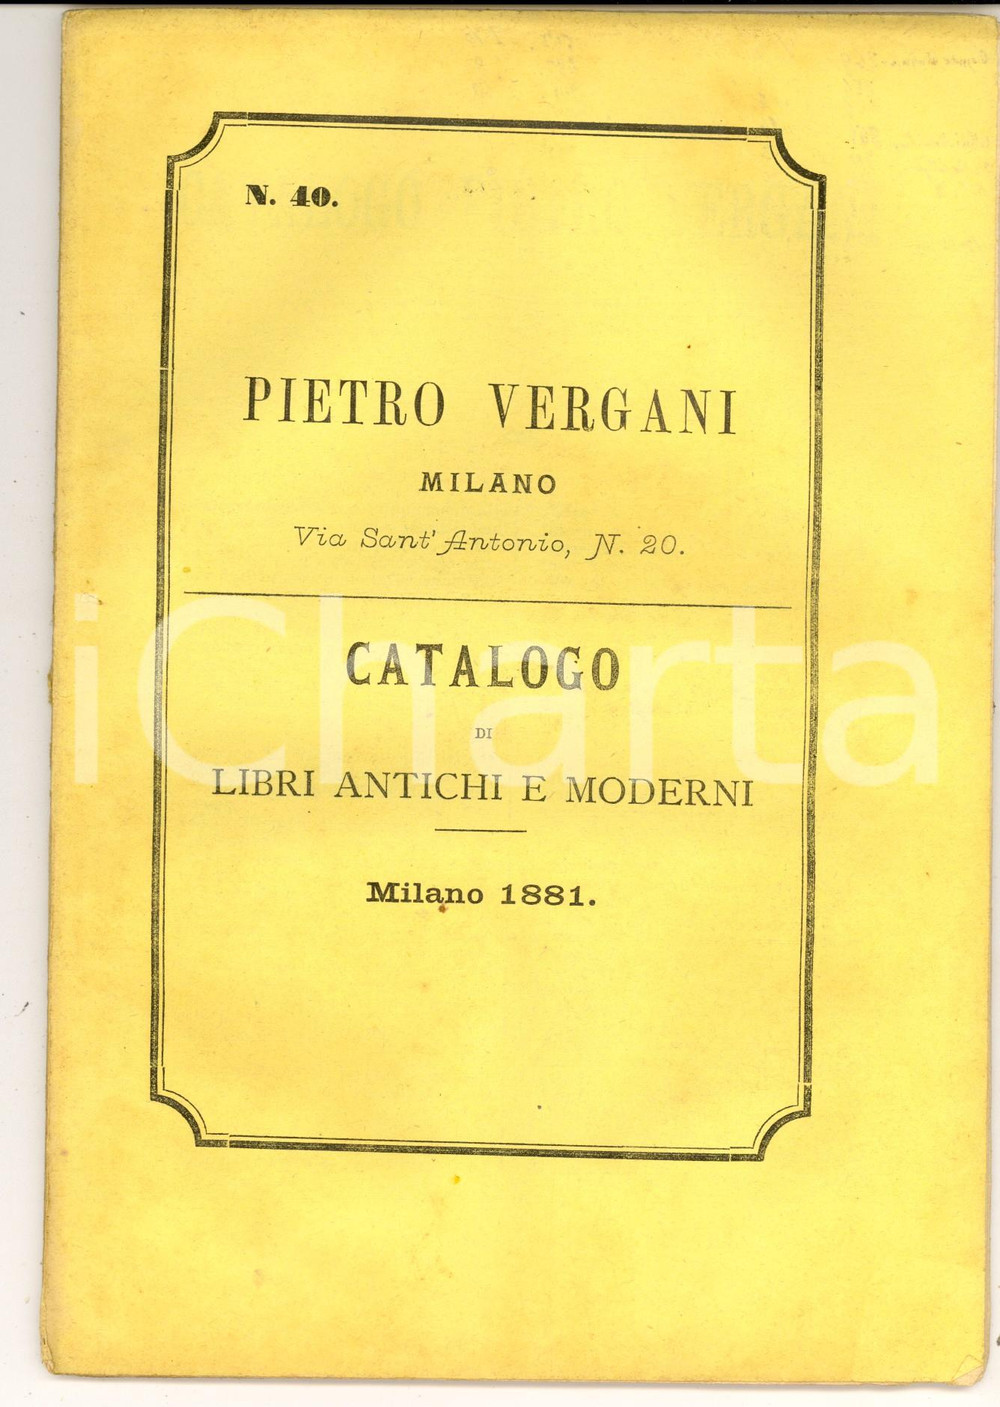 N. 40.
PIETRO VERGANI
MILANO
Via Sant' Antonio, N. 20.
CATALOGO
DI
LIBRI ANTICHI E MODERNI
Milano 1881.
iCharta